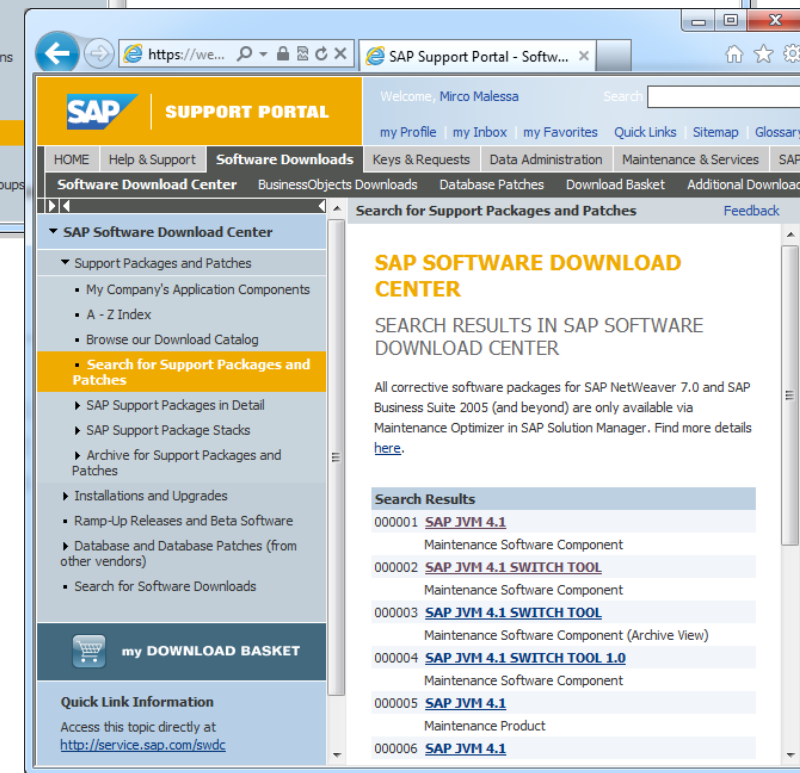 ns
oups
https://we...
SAP Support Portal - Softw...
SAP
SUPPORT PORTAL
Welcome, Mirco Malessa
Search
my Profile my Inbox my Favorites Quick Links Sitemap Glossary
HOME Help & Support Software Downloads Keys & Requests Data Administration Maintenance & Services SAP
Software Download Center BusinessObjects Downloads Database Patches Download Basket Additional Download
Search for Support Packages and Patches Feedback
SAP Software Download Center
Support Packages and Patches
My Company's Application Components
A - Z Index
Browse our Download Catalog
Search for Support Packages and
Patches
SAP Support Packages in Detail
SAP Support Package Stacks
Archive for Support Packages and
Patches
Installations and Upgrades
Ramp-Up Releases and Beta Software
Database and Database Patches (from
other vendors)
Search for Software Downloads
my DOWNLOAD BASKET
Quick Link Information
Access this topic directly at
http://service.sap.com/swdc
SAP SOFTWARE DOWNLOAD
CENTER
SEARCH RESULTS IN SAP SOFTWARE
DOWNLOAD CENTER
All corrective software packages for SAP NetWeaver 7.0 and SAP
Business Suite 2005 (and beyond) are only available via
Maintenance Optimizer in SAP Solution Manager. Find more details
here.
Search Results
000001 SAP JVM 4.1
Maintenance Software Component
000002 SAP JVM 4.1 SWITCH TOOL
Maintenance Software Component
000003 SAP JVM 4.1 SWITCH TOOL
Maintenance Software Component (Archive View)
000004 SAP JVM 4.1 SWITCH TOOL 1.0
Maintenance Software Component
000005 SAP JVM 4.1
Maintenance Product
000006 SAP JVM 4.1